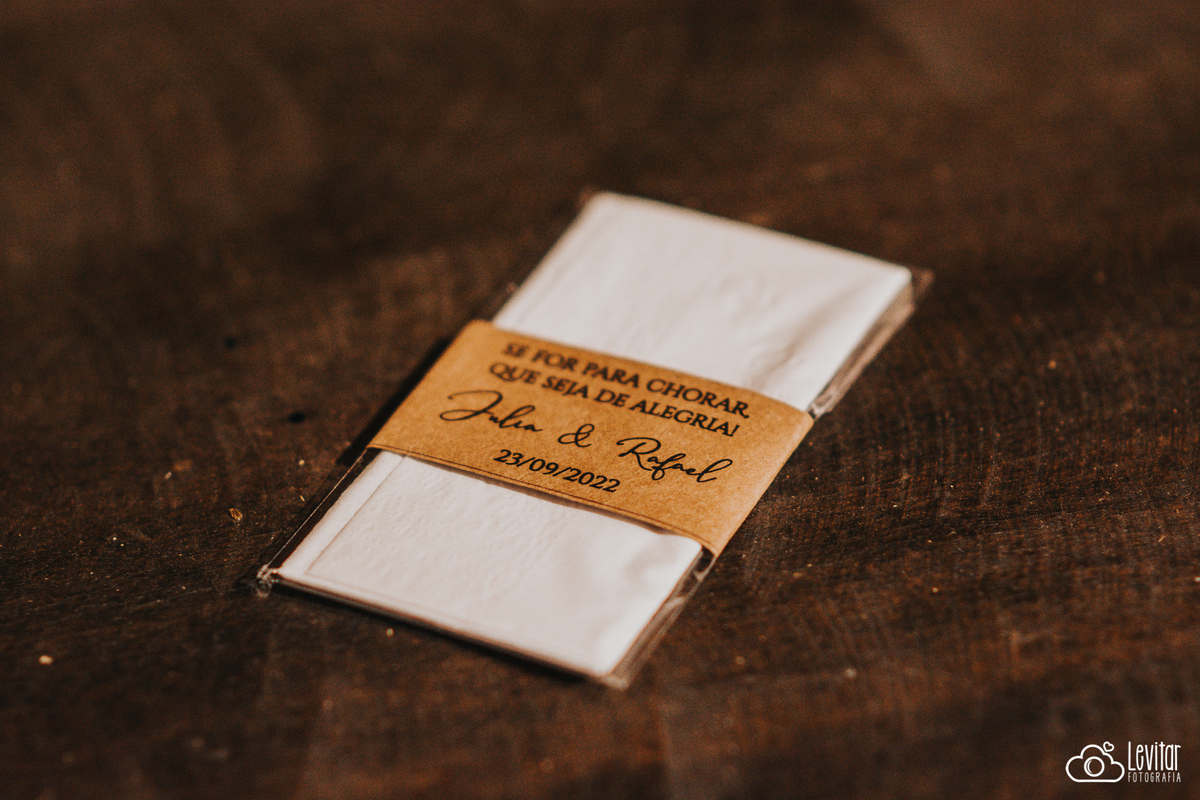 SE FOR PARA CHORAR,
QUE SEJA DE ALEGRIA!
Julia & Rafael
23/09/2022
Levitar
FOTOGRAFIA